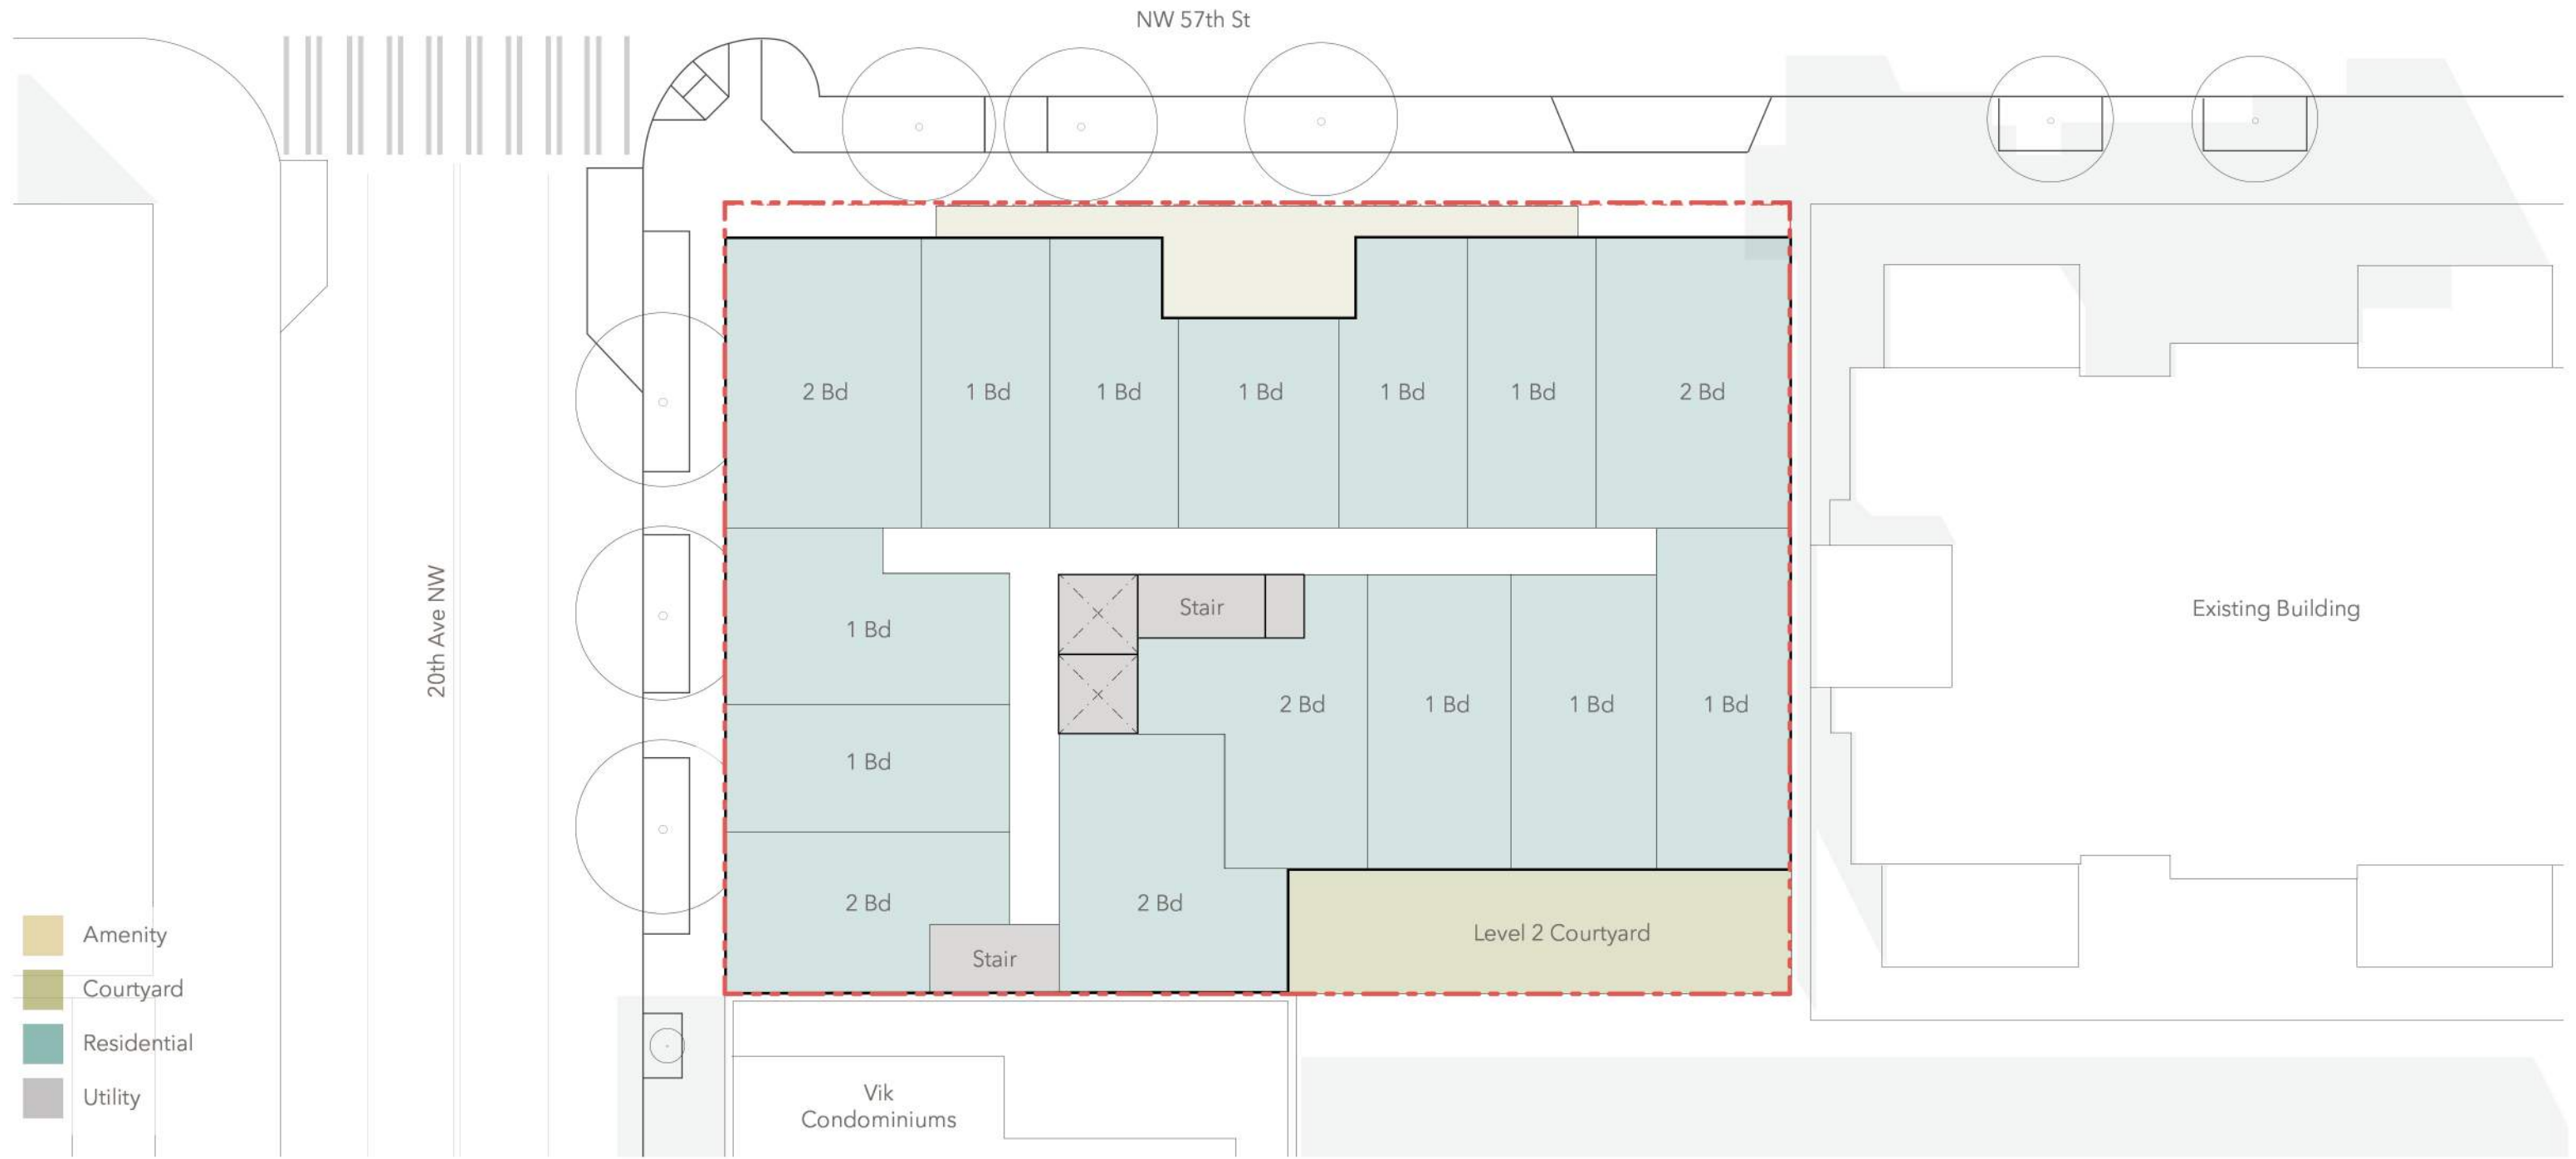 NW 57th St
2 Bd
1 Bd
1 Bd
1 Bd
1 Bd
1 Bd
2 Bd
20th Ave NW
1 Bd
Stair
Existing Building
2 Bd
1 Bd
1 Bd
1 Bd
1 Bd
2 Bd
2 Bd
Level 2 Courtyard
Stair
Amenity
Courtyard
Residential
Utility
Vik
Condominiums